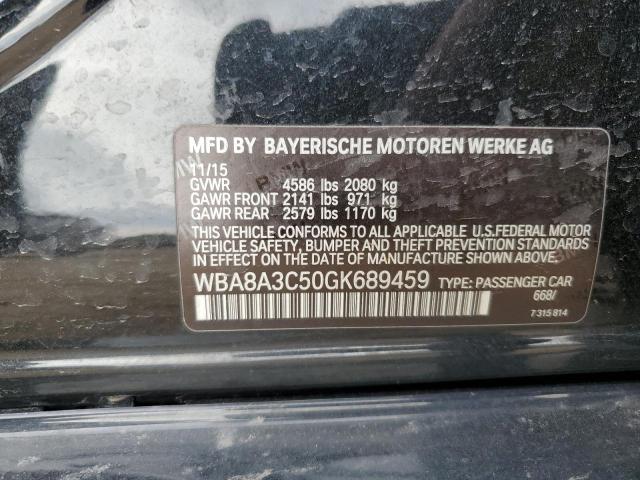 MFD BY BAYERISCHE MOTOREN WERKE AG
11/15
GVWR 4586 lbs 2080 kg
GAWR FRONT 2141 lbs 971 kg
GAWR REAR 2579 lbs 1170 kg
THIS VEHICLE CONFORMS TO ALL APPLICABLE U.S.FEDERAL MOTOR
VEHICLE SAFETY, BUMPER AND THEFT PREVENTION STANDARDS
IN EFFECT ON THE DATE OF MANUFACTURE SHOWN ABOVE.
WBA8A3C50GK689459 TYPE: PASSENGER CAR
668/
7 315 814